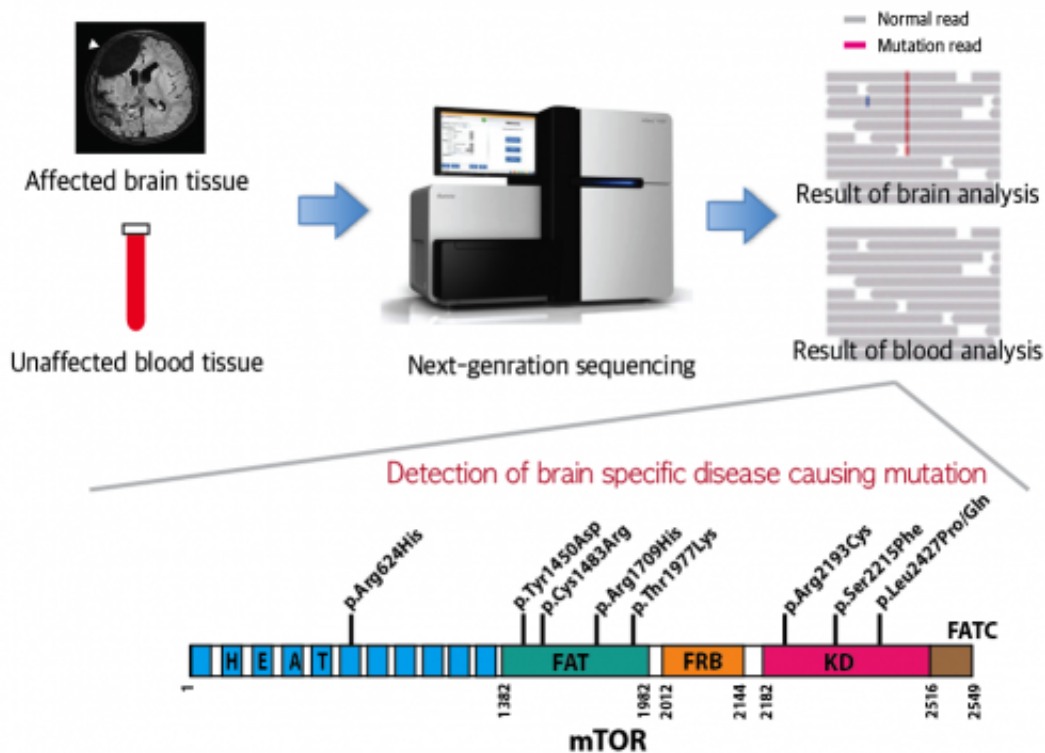 Normal read
Mutation read
Affected brain tissue
Result of brain analysis
Unaffected blood tissue
Next-genration sequencing
Result of blood analysis
Detection of brain specific disease causing mutation
p.Arg624His
p.Tyr1450Asp
p.Cys1483Arg
p.Arg1709His
p.Thr1977Lys
p.Arg2193Cys
p.Ser2215Phe
p.Leu2427Pro/Gln
FATC
H E A T FAT FRB KD
1 1382 1982 2012 2144 2182 2516 2549
mTOR